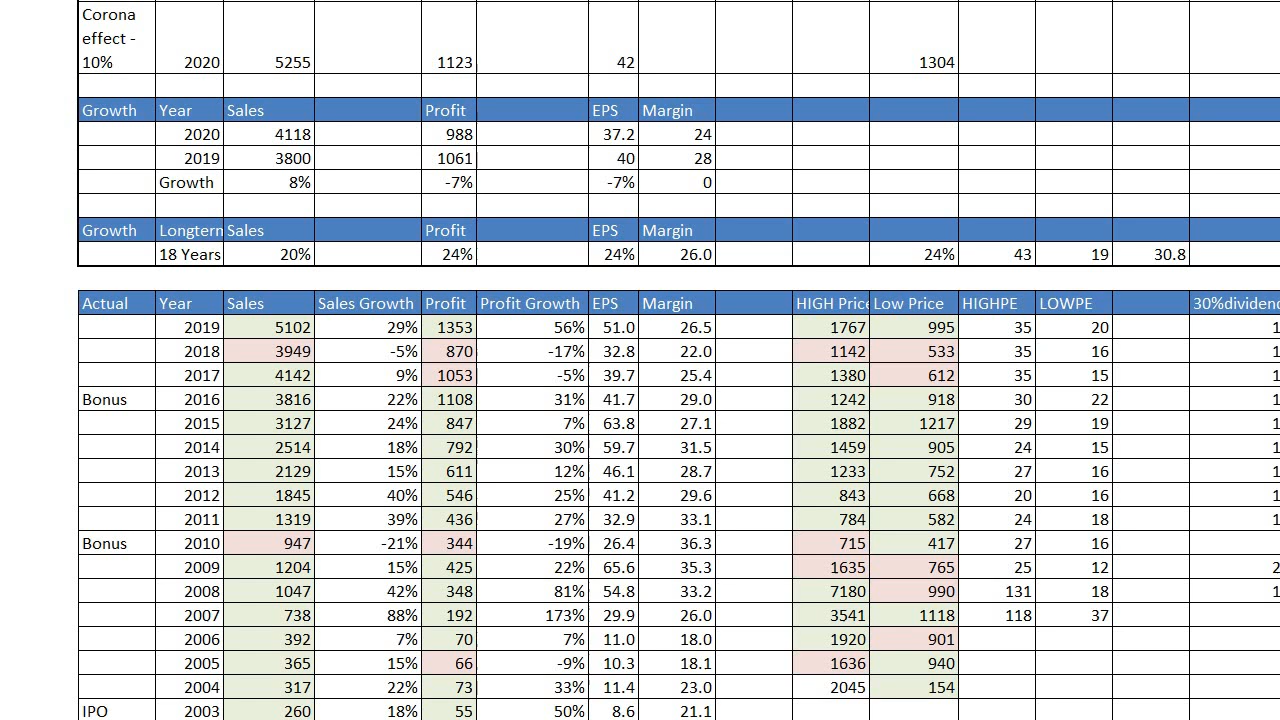 Corona
effect -
10% 2020 5255 1123 42 1304
Growth Year Sales Profit EPS Margin
2020 4118 988 37.2 24
2019 3800 1061 40 28
Growth 8% -7% -7% 0
Growth Longterm Sales Profit EPS Margin
18 Years 20% 24% 24% 26.0 24% 43 19 30.8
Actual Year Sales Sales Growth Profit Profit Growth EPS Margin HIGH Price Low Price HIGHPE LOWPE 30%dividend
2019 5102 29% 1353 56% 51.0 26.5 1767 995 35 20 1
2018 3949 -5% 870 -17% 32.8 22.0 1142 533 35 16 1
2017 4142 9% 1053 -5% 39.7 25.4 1380 612 35 15 1
Bonus 2016 3816 22% 1108 31% 41.7 29.0 1242 918 30 22 1
2015 3127 24% 847 7% 63.8 27.1 1882 1217 29 19 1
2014 2514 18% 792 30% 59.7 31.5 1459 905 24 15 1
2013 2129 15% 611 12% 46.1 28.7 1233 752 27 16 1
2012 1845 40% 546 25% 41.2 29.6 843 668 20 16 1
2011 1319 39% 436 27% 32.9 33.1 784 582 24 18 1
Bonus 2010 947 -21% 344 -19% 26.4 36.3 715 417 27 16
2009 1204 15% 425 22% 65.6 35.3 1635 765 25 12 2
2008 1047 42% 348 81% 54.8 33.2 7180 990 131 18 1
2007 738 88% 192 173% 29.9 26.0 3541 1118 118 37
2006 392 7% 70 7% 11.0 18.0 1920 901
2005 365 15% 66 -9% 10.3 18.1 1636 940
2004 317 22% 73 33% 11.4 23.0 2045 154
IPO 2003 260 18% 55 50% 8.6 21.1